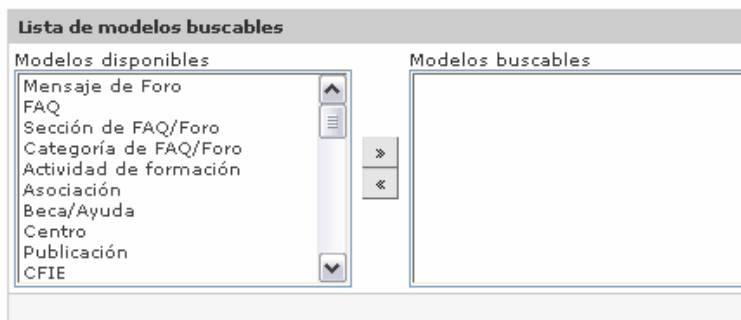 Lista de modelos buscables
Modelos disponibles
Modelos buscables
Mensaje de Foro
FAQ
Sección de FAQ/Foro
Categoría de FAQ/Foro
Actividad de formación
Asociación
Beca/Ayuda
Centro
Publicación
CFIE
»
«